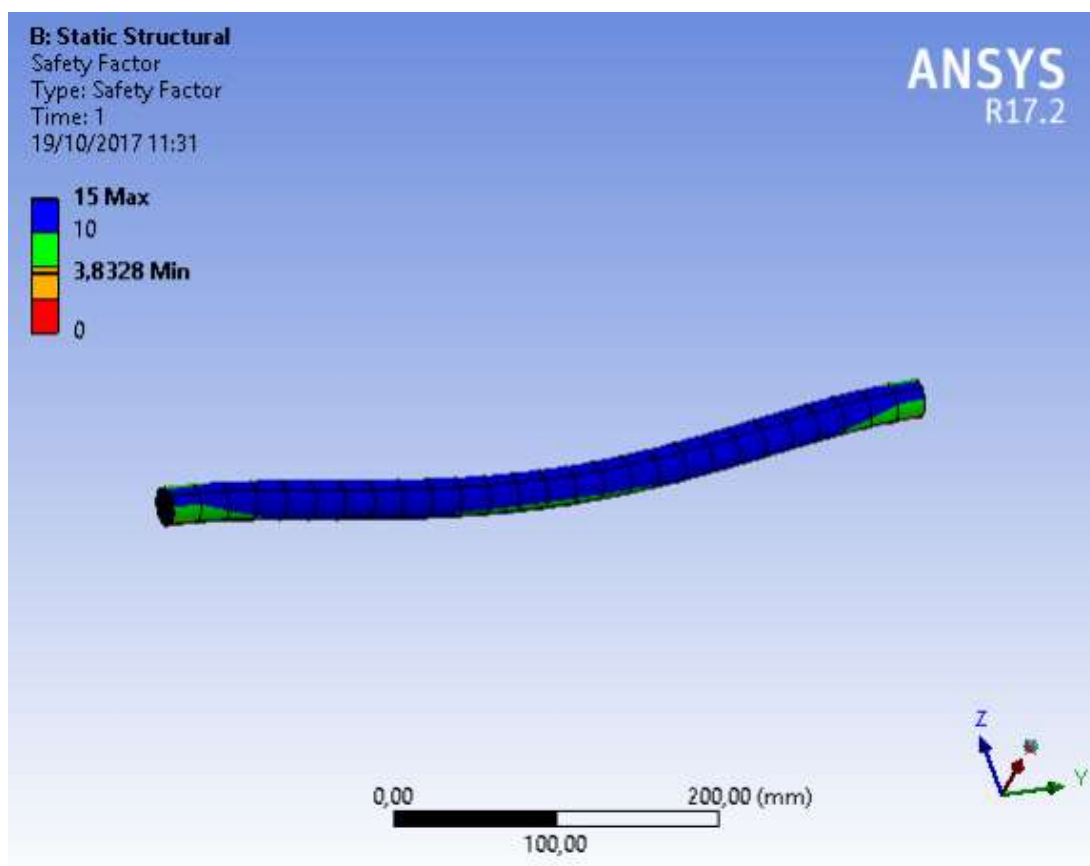 B: Static Structural
Safety Factor
Type: Safety Factor
Time: 1
19/10/2017 11:31
ANSYS
R17.2
15 Max
10
3,8328 Min
0
0,00
200,00 (mm)
100,00
Z
Y